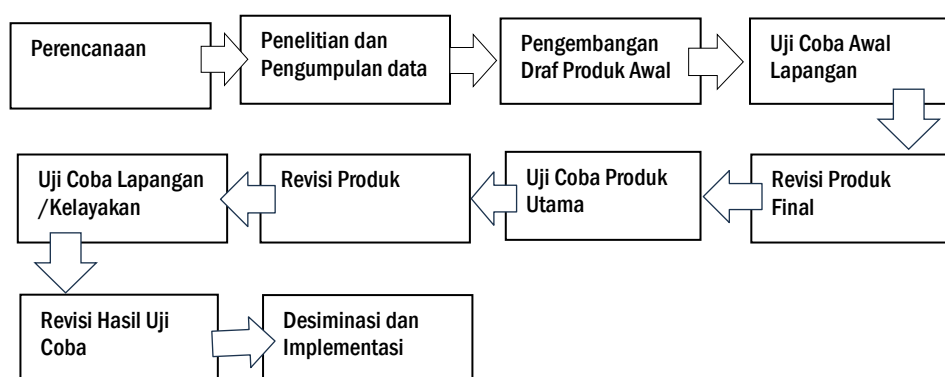 Perencanaan
Penelitian dan
Pengumpulan data
Pengembangan
Draf Produk Awal
Uji Coba Awal
Lapangan
Revisi Produk
Final
Uji Coba Produk
Utama
Revisi Produk
Uji Coba Lapangan
/Kelayakan
Revisi Hasil Uji
Coba
Desiminasi dan
Implementasi